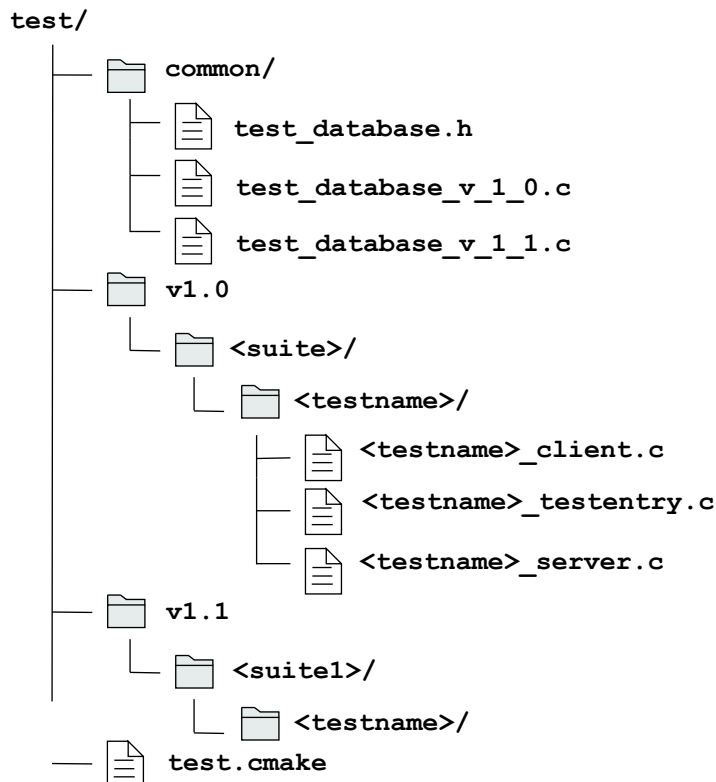 test/
common/
test_database.h
test_database_v_1_0.c
test_database_v_1_1.c
v1.0
<suite>/
<testname>/
<testname>_client.c
<testname>_testentry.c
<testname>_server.c
v1.1
<suite1>/
<testname>/
test.cmake